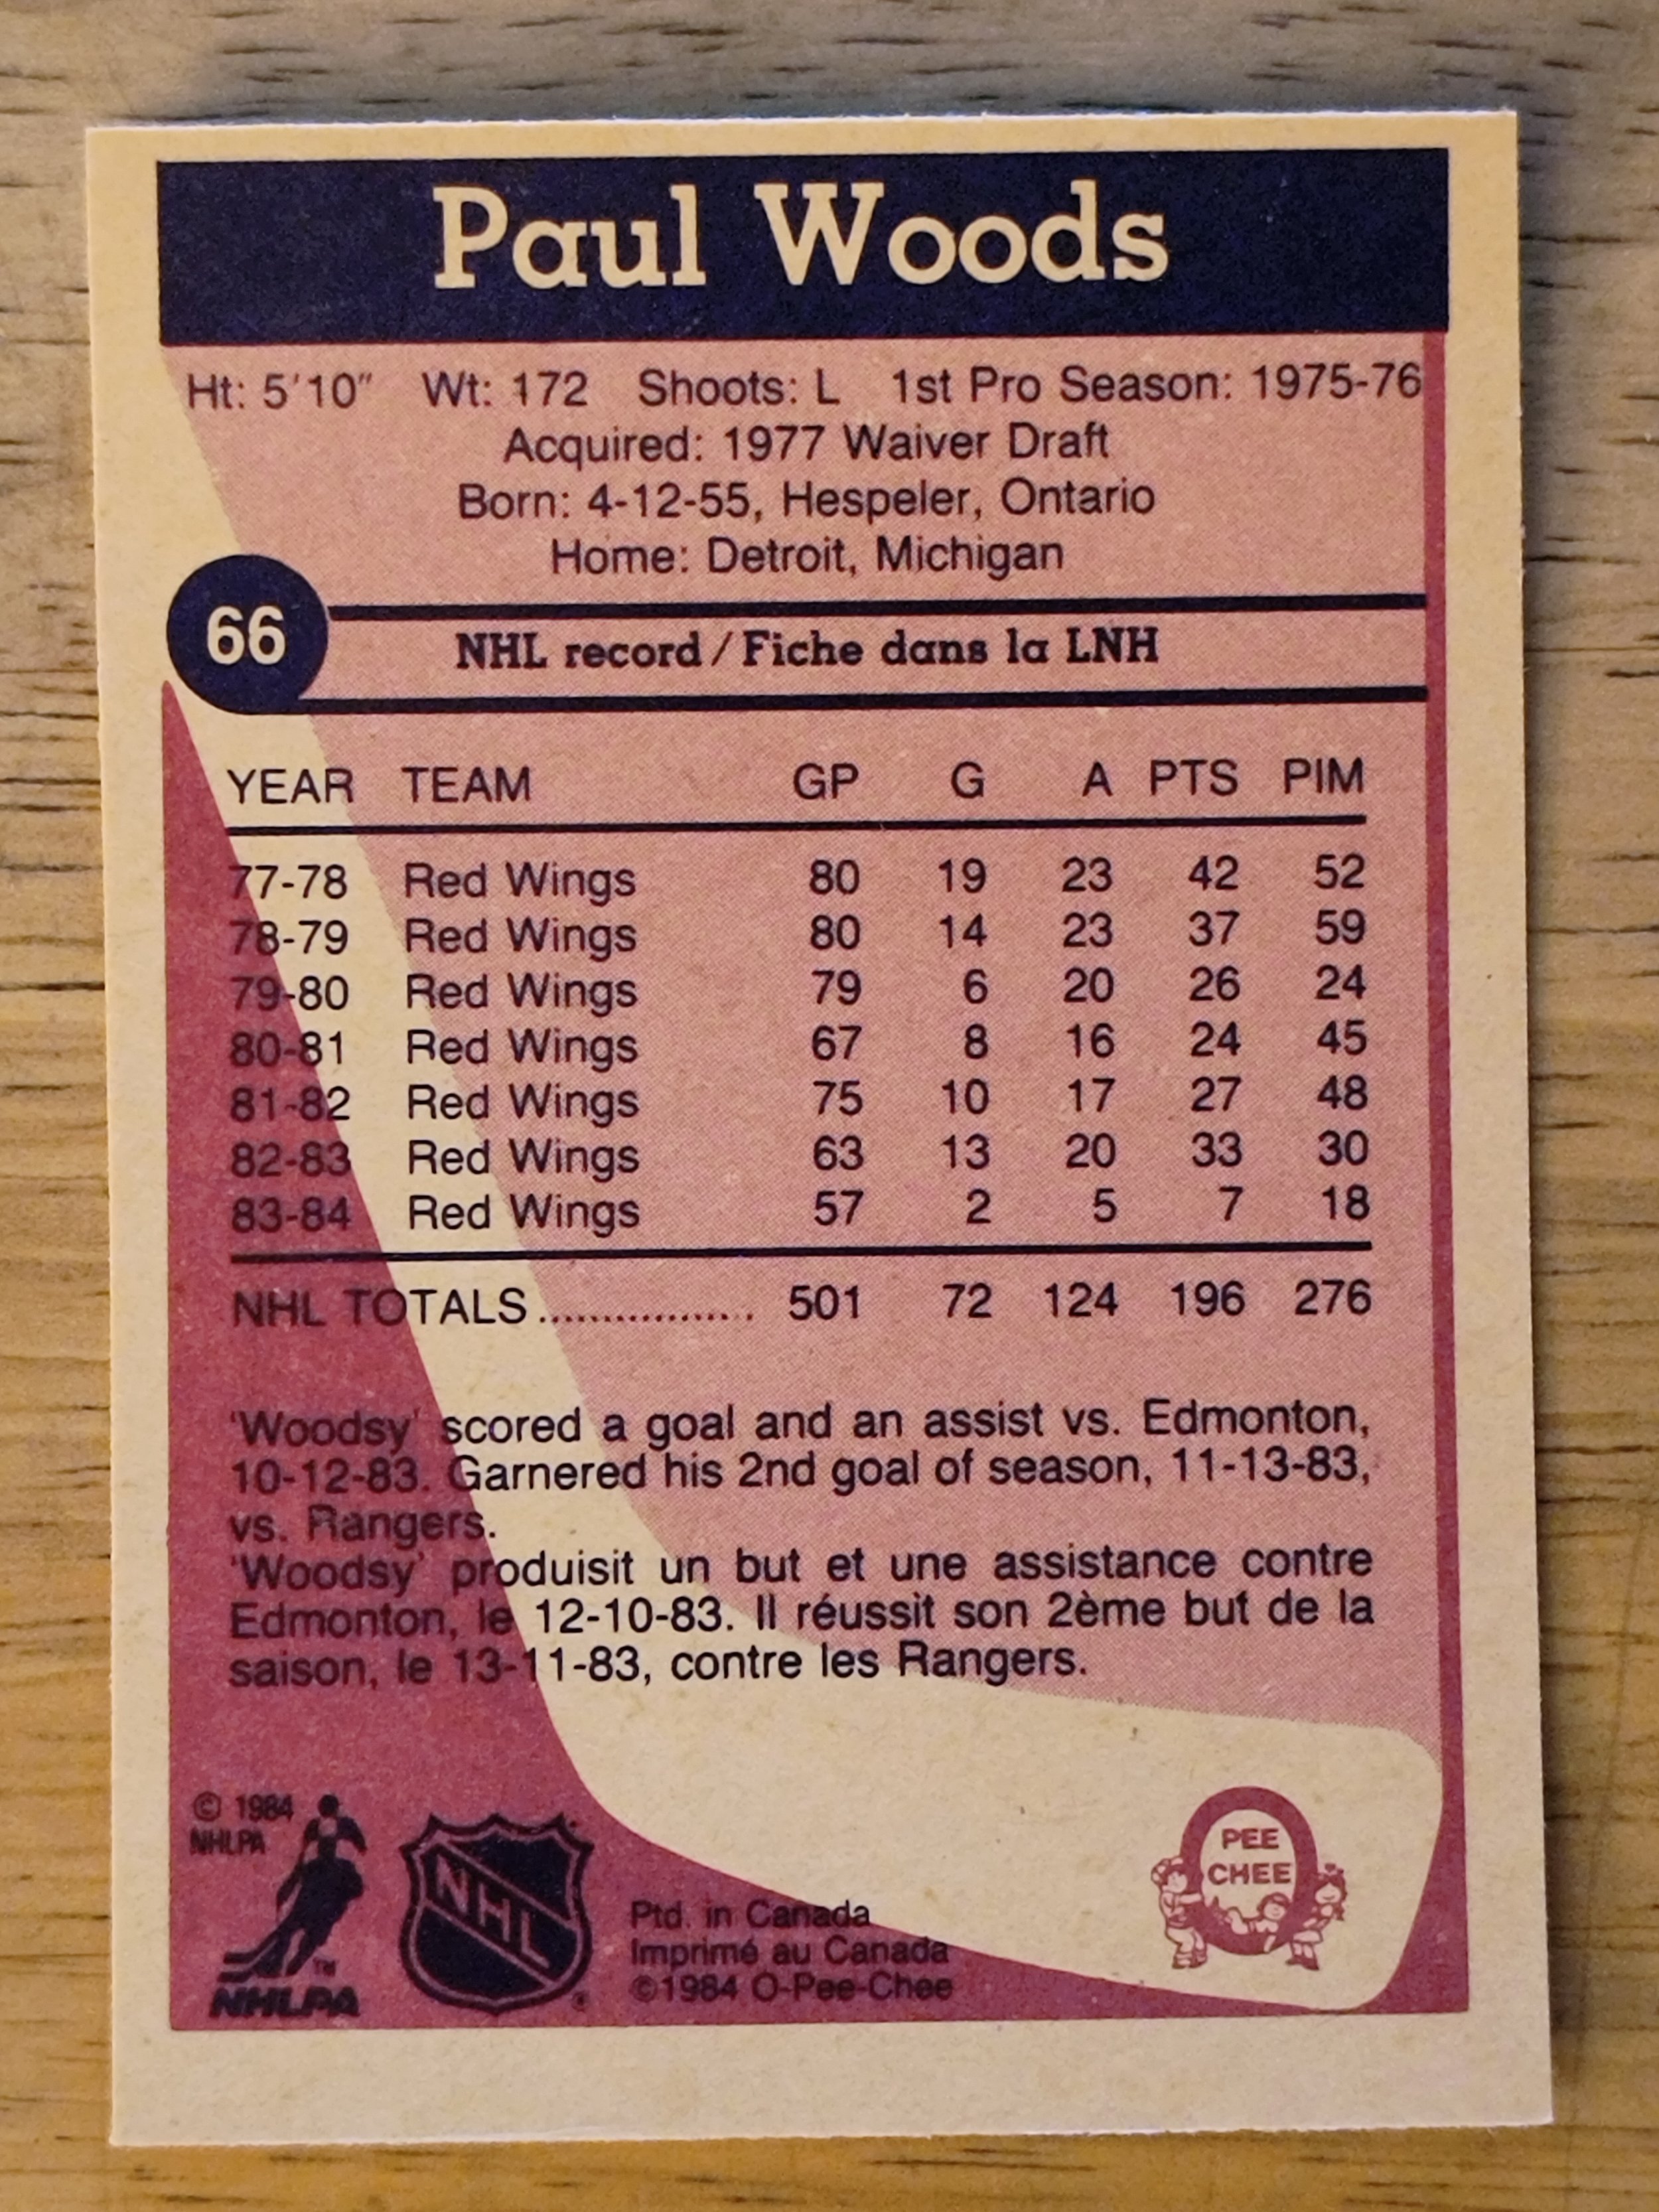 Paul Woods
Ht: 5'10" Wt: 172 Shoots: L 1st Pro Season: 1975-76
Acquired: 1977 Waiver Draft
Born: 4-12-55, Hespeler, Ontario
Home: Detroit, Michigan
66
NHL record / Fiche dans la LNH
YEAR TEAM GP G A PTS PIM
77-78 Red Wings 80 19 23 42 52
78-79 Red Wings 80 14 23 37 59
79-80 Red Wings 79 6 20 26 24
80-81 Red Wings 67 8 16 24 45
81-82 Red Wings 75 10 17 27 48
82-83 Red Wings 63 13 20 33 30
83-84 Red Wings 57 2 5 7 18
NHL TOTALS ................. 501 72 124 196 276
'Woodsy' scored a goal and an assist vs. Edmonton,
10-12-83. Garnered his 2nd goal of season, 11-13-83,
vs. Rangers.
'Woodsy' produisit un but et une assistance contre
Edmonton, le 12-10-83. Il réussit son 2ème but de la
saison, le 13-11-83, contre les Rangers.
© 1984
NHLPA
TM
NHLPA
NHL
®
Ptd. in Canada
Imprimé au Canada
©1984 O-Pee-Chee
PEE
CHEE